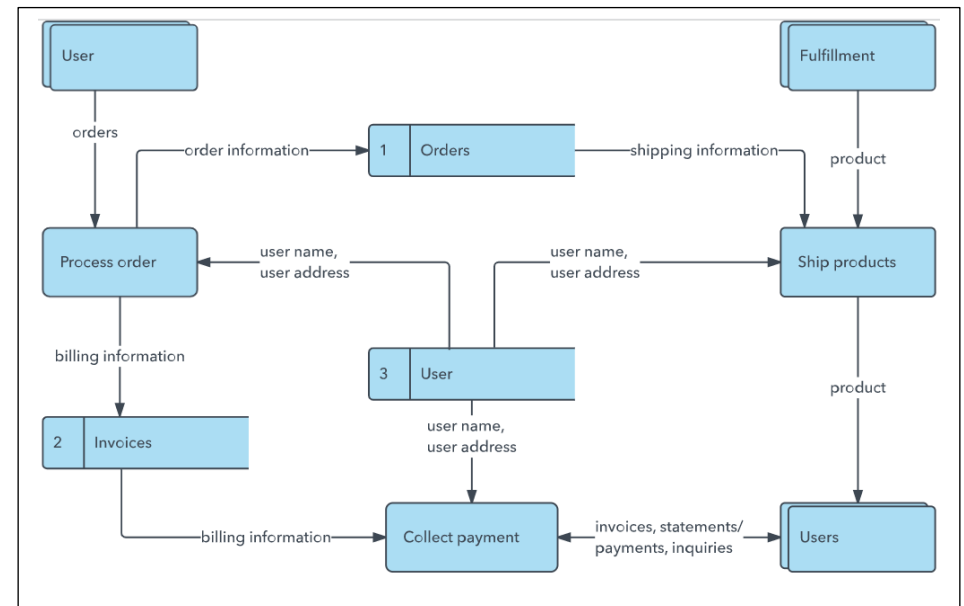 User
Fulfillment
orders
order information
1 Orders
shipping information
product
Process order
user name,
user address
user name,
user address
Ship products
billing information
3 User
product
2 Invoices
user name,
user address
billing information
Collect payment
invoices, statements/
payments, inquiries
Users